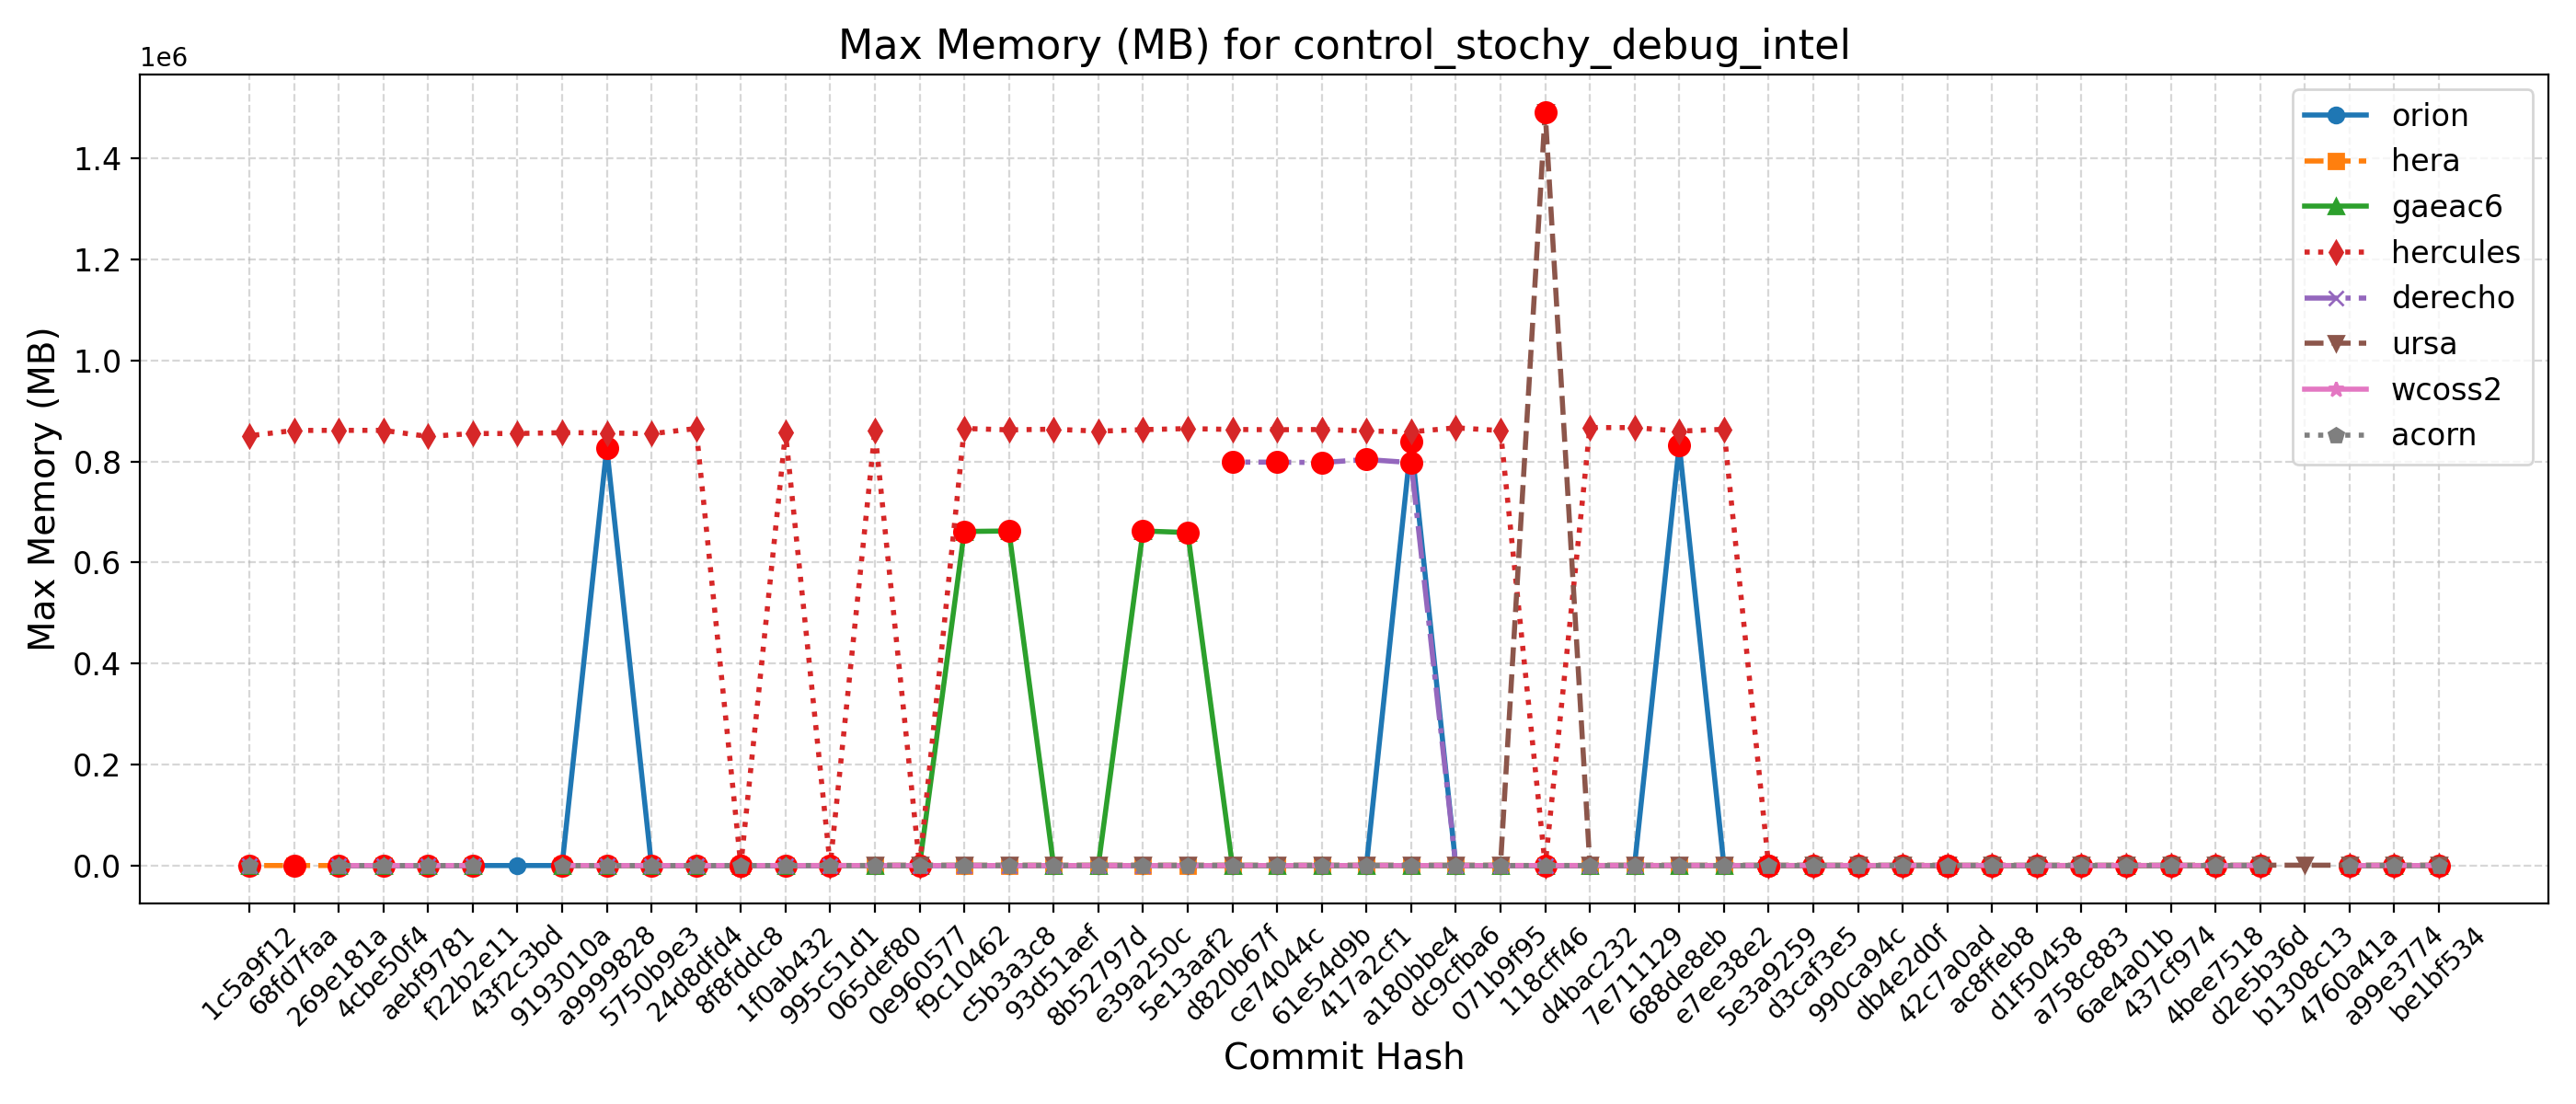 Max Memory (MB) for control_stochy_debug_intel
1e6
1.4
1.2
1.0
0.8
0.6
0.4
0.2
0.0
Max Memory (MB)
orion
hera
gaeac6
hercules
derecho
ursa
wcoss2
acorn
1c5a9f12
68fd7faa
269e181a
4cbe50f4
aebf9781
f22b2e11
43f2c3bd
9193010a
a9999828
5750b9e3
24d8dfd4
8f8fddc8
1f0ab432
995c51d1
065def80
0e960577
f9c10462
c5b3a3c8
93d51aef
8b52797d
e39a250c
5e13aaf2
d820b67f
ce74044c
61e54d9b
417a2cf1
a180bbe4
dc9cfba6
071b9f95
118cff46
d4bac232
7e711129
688de8eb
e7ee38e2
5e3a9259
d3caf3e5
990ca94c
db4e2d0f
42c7a0ad
ac8ffeb8
d1f50458
a758c883
6ae4a01b
437cf974
4bee7518
d2e5b36d
b1308c13
4760a41a
a99e3774
be1bf534
Commit Hash